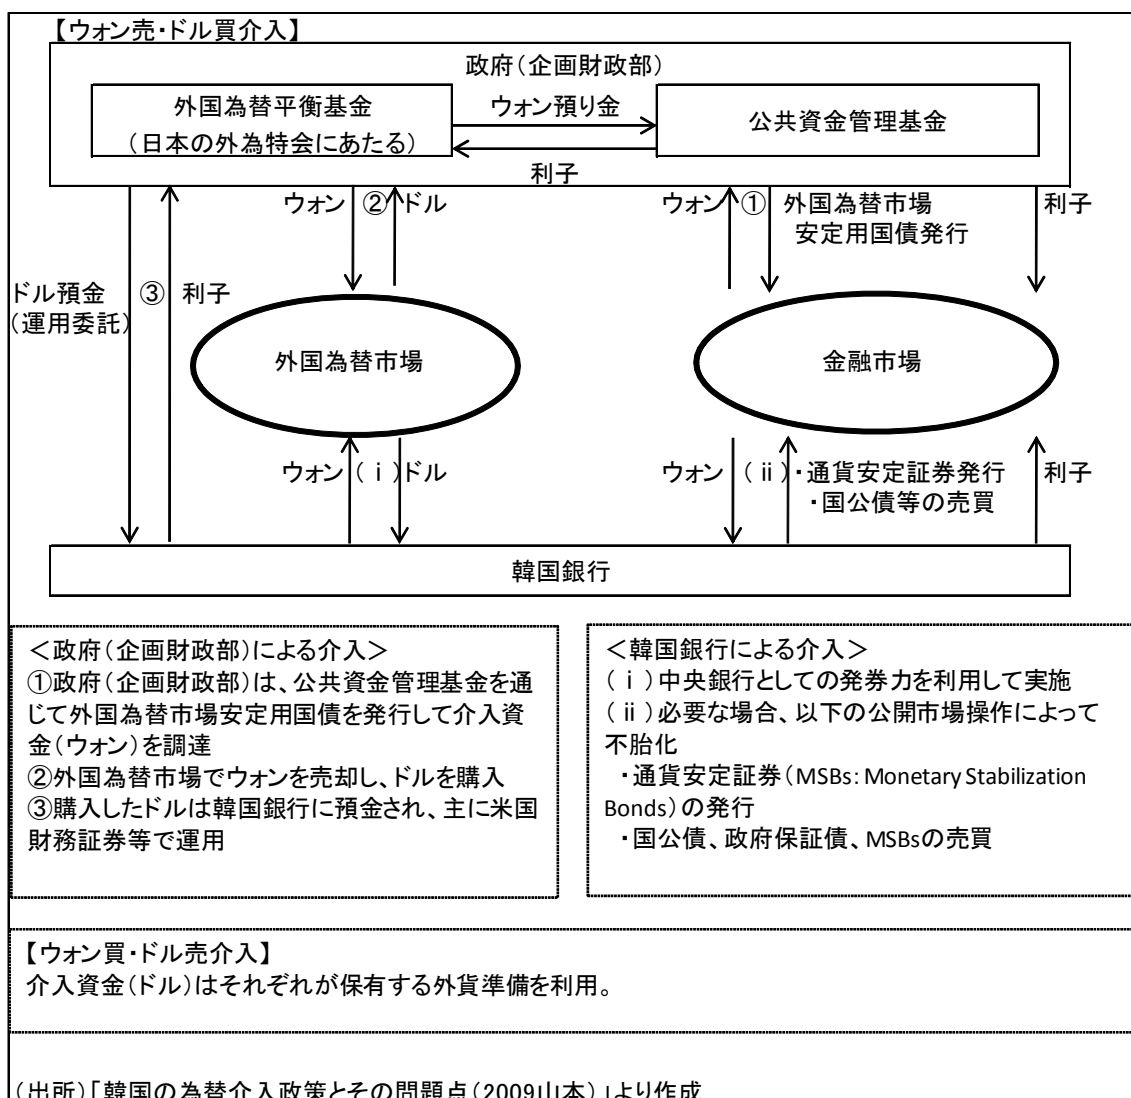 【ウォン売・ドル買介入】
政府(企画財政部)
外国為替平衡基金
(日本の外為特会にあたる)
ウォン預り金
公共資金管理基金
利子
ウォン ② ドル
ウォン ① 外国為替市場
安定用国債発行
利子
ドル預金
(運用委託)
③ 利子
外国為替市場
金融市場
ウォン (ⅰ) ドル
ウォン (ⅱ) ・通貨安定証券発行
・国公債等の売買
利子
韓国銀行
<政府(企画財政部)による介入>
①政府(企画財政部)は、公共資金管理基金を通
じて外国為替市場安定用国債を発行して介入資
金(ウォン)を調達
②外国為替市場でウォンを売却し、ドルを購入
③購入したドルは韓国銀行に預金され、主に米国
財務証券等で運用
<韓国銀行による介入>
(ⅰ)中央銀行としての発券力を利用して実施
(ⅱ)必要な場合、以下の公開市場操作によって
不胎化
・通貨安定証券(MSBs: Monetary Stabilization
Bonds)の発行
・国公債、政府保証債、MSBsの売買
【ウォン買・ドル売介入】
介入資金(ドル)はそれぞれが保有する外貨準備を利用。
(出所)「韓国の為替介入政策とその問題点(2009山本)」より作成